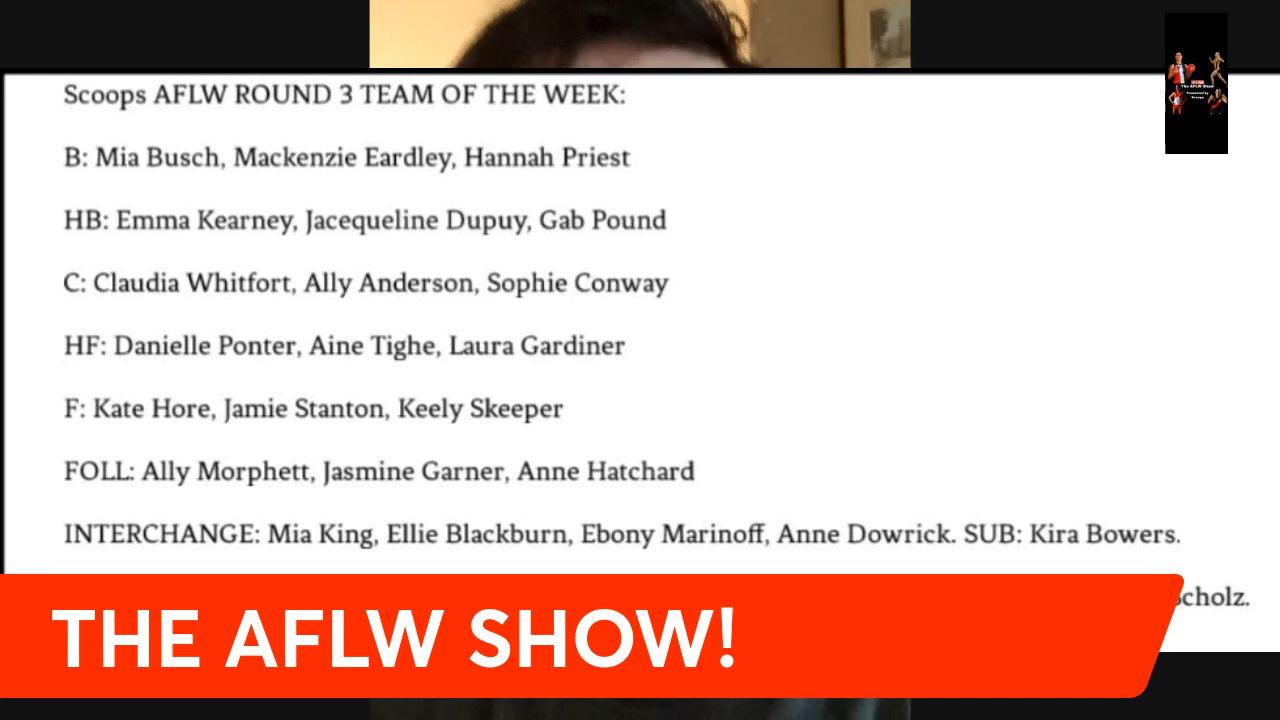 Scoops AFLW ROUND 3 TEAM OF THE WEEK:
B: Mia Busch, Mackenzie Eardley, Hannah Priest
HB: Emma Kearney, Jacequeline Dupuy, Gab Pound
C: Claudia Whitfort, Ally Anderson, Sophie Conway
HF: Danielle Ponter, Aine Tighe, Laura Gardiner
F: Kate Hore, Jamie Stanton, Keely Skeeper
FOLL: Ally Morphett, Jasmine Garner, Anne Hatchard
INTERCHANGE: Mia King, Ellie Blackburn, Ebony Marinoff, Anne Dowrick. SUB: Kira Bowers.
THE AFLW SHOW!
The AFLW Show